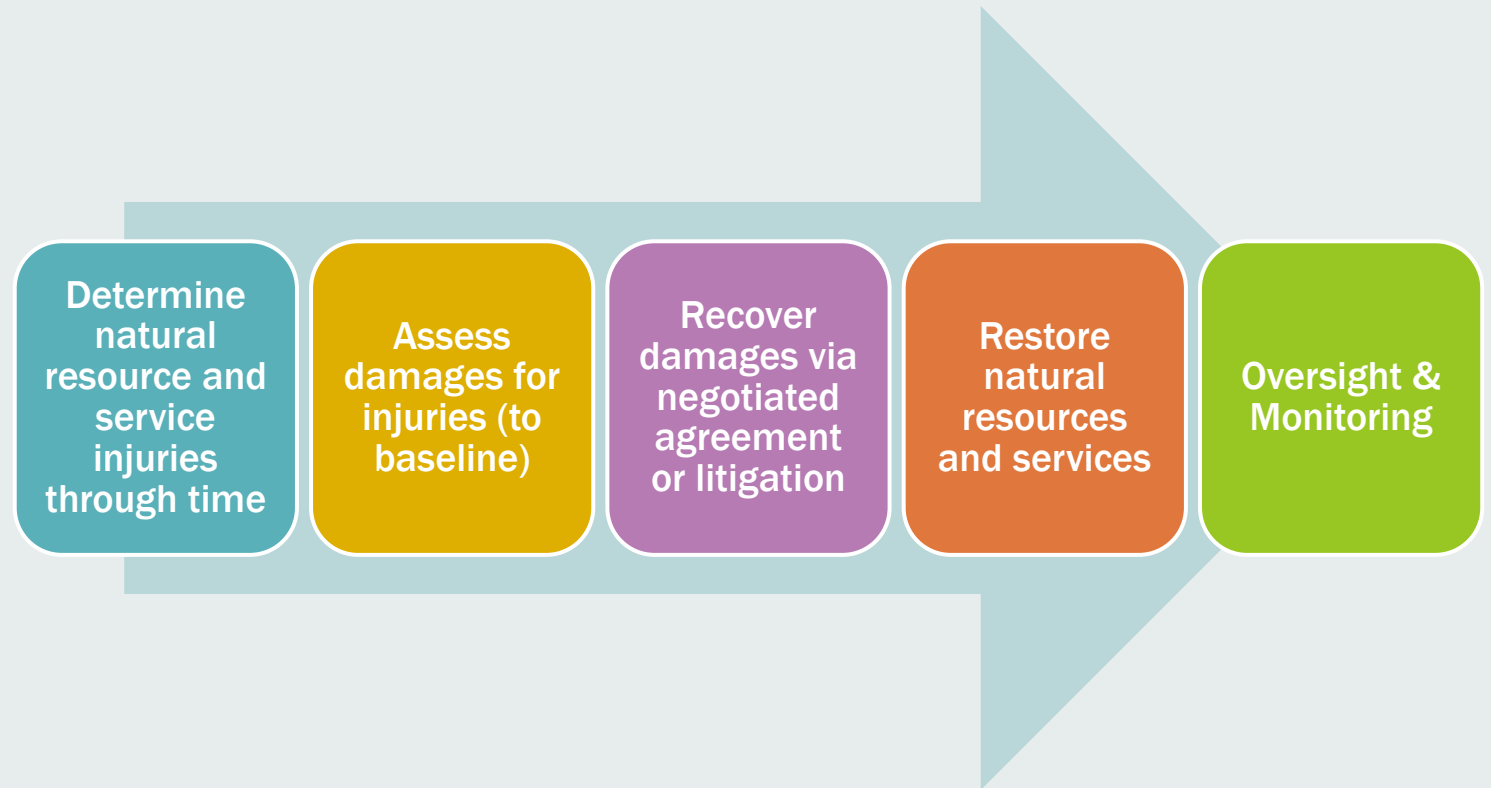 Determine
natural
resource and
service
injuries
through time
Assess
damages for
injuries (to
baseline)
Recover
damages via
negotiated
agreement
or litigation
Restore
natural
resources
and services
Oversight &
Monitoring